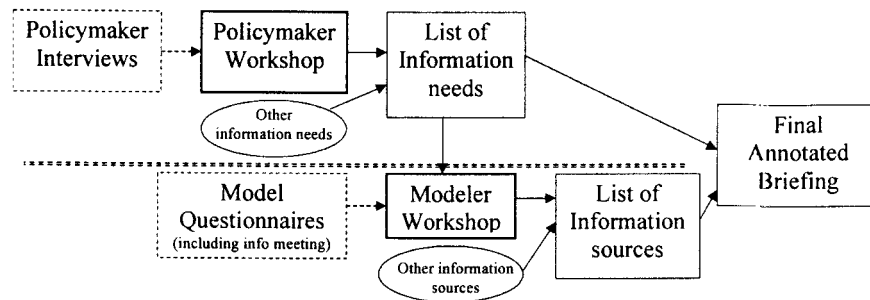 Policymaker
Interviews
Policymaker
Workshop
List of
Information
needs
Other
information needs
Final
Annotated
Briefing
Model
Questionnaires
(including info meeting)
Modeler
Workshop
List of
Information
sources
Other information
sources